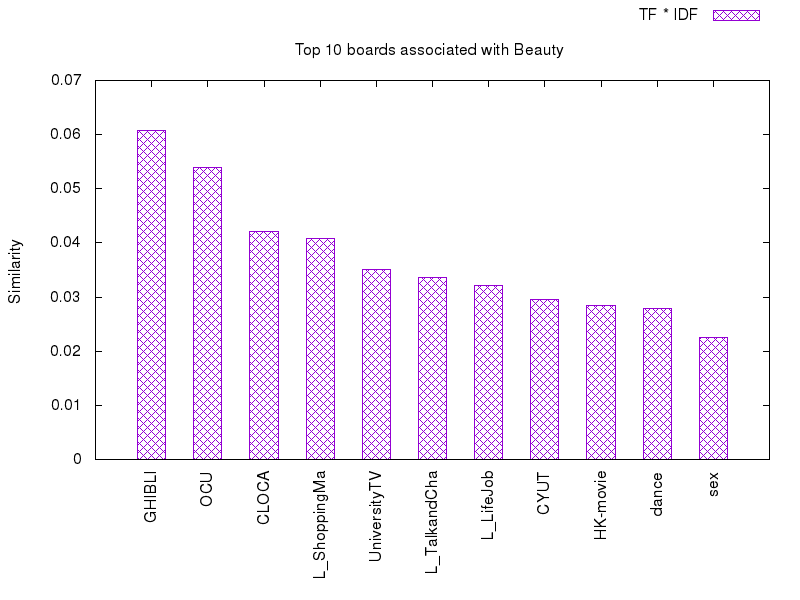 TF * IDF
Top 10 boards associated with Beauty
0.07
0.06
0.05
0.04
0.03
0.02
0.01
0
Similarity
GHIBLI
OCU
CLOCA
L_ShoppingMa
UniversityTV
L_TalkandCha
L_LifeJob
CYUT
HK-movie
dance
sex